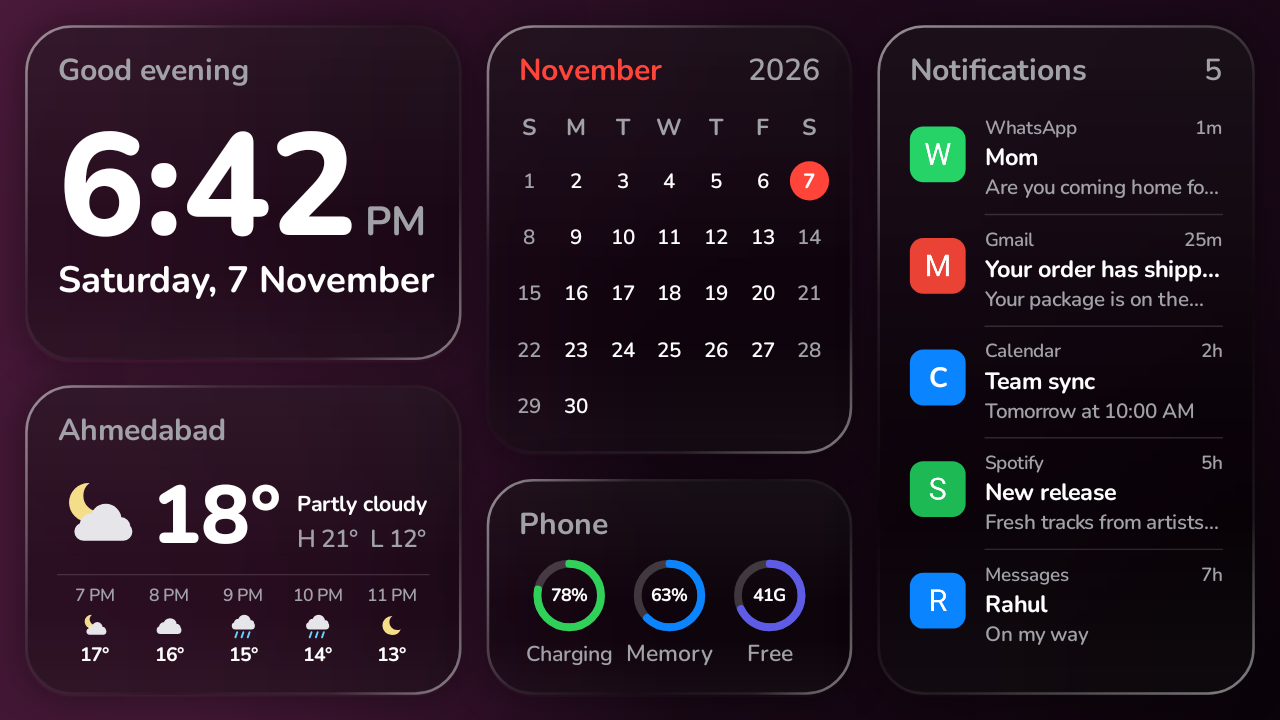 Good evening
6:42 PM
Saturday, 7 November
Ahmedabad
18° Partly cloudy
H 21° L 12°
7 PM 8 PM 9 PM 10 PM 11 PM
17° 16° 15° 14° 13°
November 2026
S M T W T F S
1 2 3 4 5 6 7
8 9 10 11 12 13 14
15 16 17 18 19 20 21
22 23 24 25 26 27 28
29 30
Phone
78% 63% 41G
Charging Memory Free
Notifications 5
WhatsApp 1m
W Mom
Are you coming home fo...
Gmail 25m
M Your order has shipp...
Your package is on the...
Calendar 2h
C Team sync
Tomorrow at 10:00 AM
Spotify 5h
S New release
Fresh tracks from artists...
Messages 7h
R Rahul
On my way